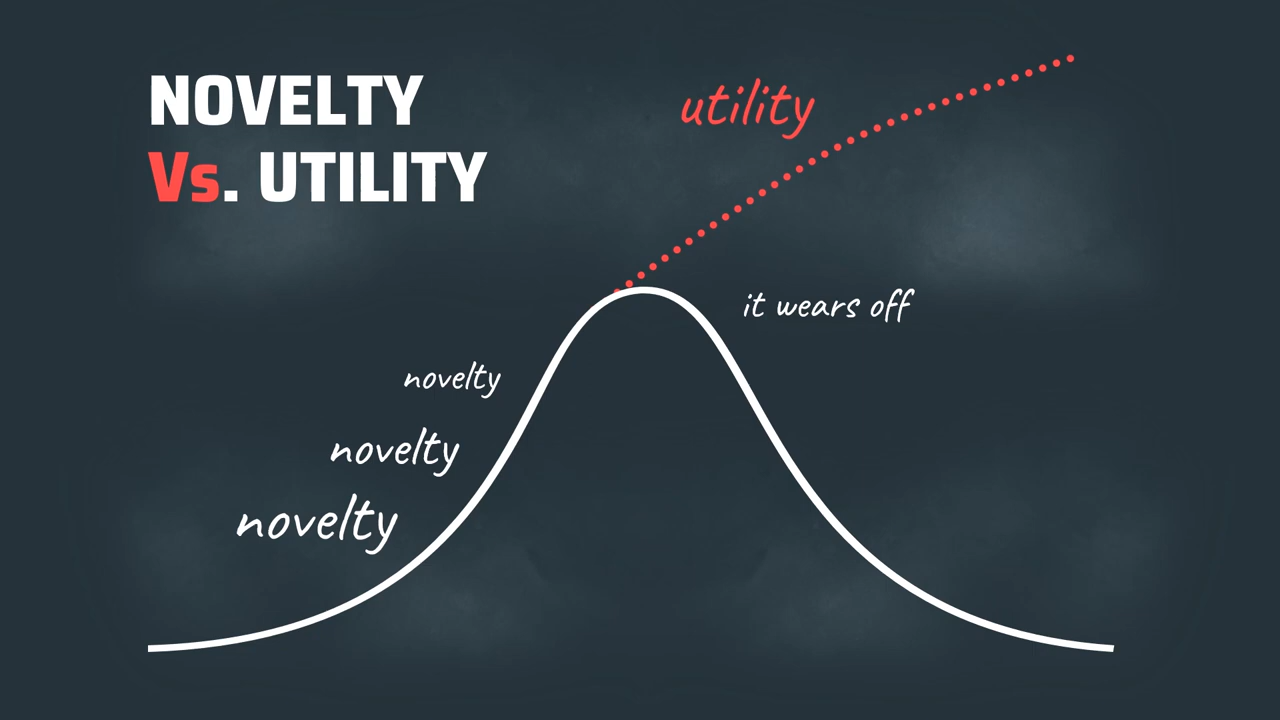 NOVELTY
Vs. UTILITY
utility
it wears off
novelty
novelty
novelty